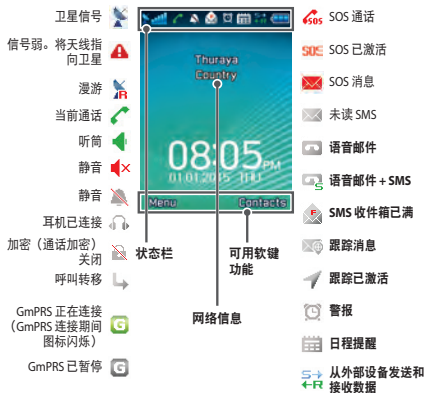 卫星信号
信号弱。将天线指
向卫星
漫游
当前通话
听筒
静音
静音
耳机已连接
加密（通话加密）
关闭
呼叫转移
GmPRS 正在连接
（GmPRS 连接期间
图标闪烁）
GmPRS 已暂停
Thuraya
Country
08:05 PM
01.01.2015 THU
Menu
Contacts
状态栏
可用软键
功能
网络信息
SOS 通话
SOS 已激活
SOS 消息
未读 SMS
语音邮件
语音邮件 + SMS
SMS 收件箱已满
跟踪消息
跟踪已激活
警报
日程提醒
从外部设备发送和
接收数据